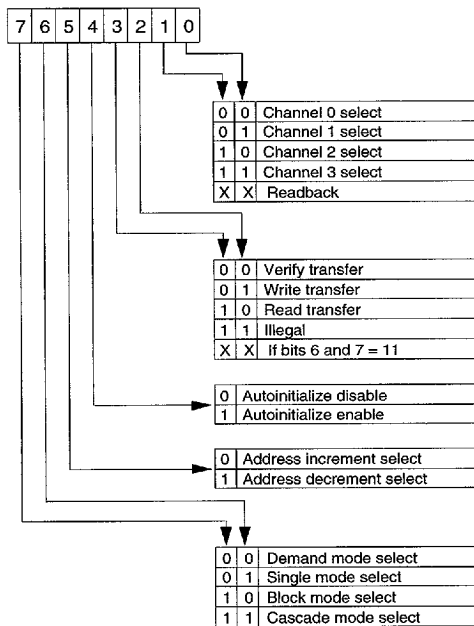 7 6 5 4 3 2 1 0
0 0 Channel 0 select
0 1 Channel 1 select
1 0 Channel 2 select
1 1 Channel 3 select
X X Readback
0 0 Verify transfer
0 1 Write transfer
1 0 Read transfer
1 1 Illegal
X X If bits 6 and 7 = 11
0 Autoinitialize disable
1 Autoinitialize enable
0 Address increment select
1 Address decrement select
0 0 Demand mode select
0 1 Single mode select
1 0 Block mode select
1 1 Cascade mode select